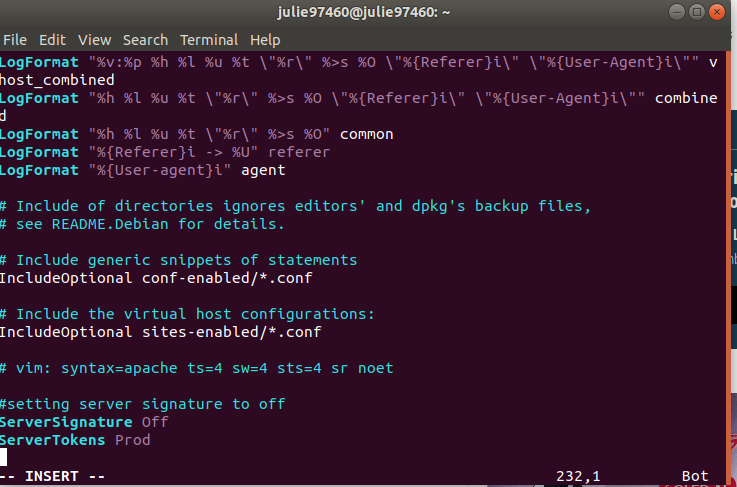 julie97460@julie97460: ~
File Edit View Search Terminal Help
LogFormat "%v:%p %h %l %u %t \"%r\" %>s %O \"%{Referer}i\" \"%{User-Agent}i\"" v
host_combined
LogFormat "%h %l %u %t \"%r\" %>s %O \"%{Referer}i\" \"%{User-Agent}i\"" combine
d
LogFormat "%h %l %u %t \"%r\" %>s %O" common
LogFormat "%{Referer}i -> %U" referer
LogFormat "%{User-agent}i" agent
# Include of directories ignores editors' and dpkg's backup files,
# see README.Debian for details.
# Include generic snippets of statements
IncludeOptional conf-enabled/*.conf
# Include the virtual host configurations:
IncludeOptional sites-enabled/*.conf
# vim: syntax=apache ts=4 sw=4 sts=4 sr noet
#setting server signature to off
ServerSignature Off
ServerTokens Prod
-- INSERT -- 232,1 Bot